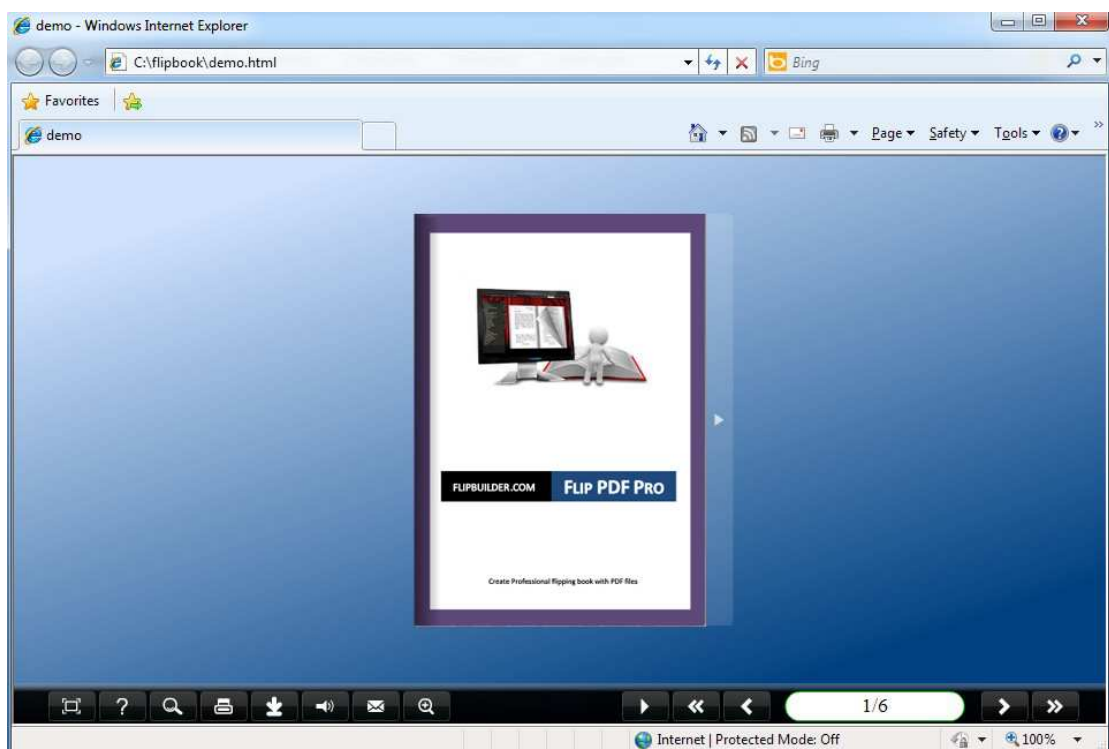 demo - Windows Internet Explorer
C:\flipbook\demo.html
Bing
Favorites
demo
Page Safety Tools
FLIPBUILDER.COM FLIP PDF PRO
Create Professional flipping book with PDF files
1/6
Internet | Protected Mode: Off 100%